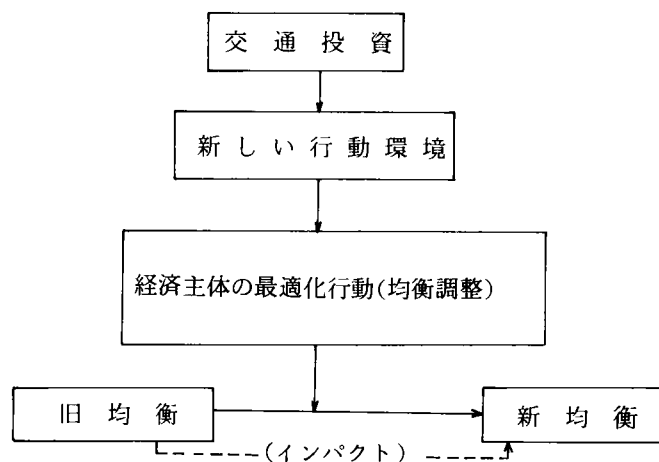 交通投資
新しい行動環境
経済主体の最適化行動(均衡調整)
旧均衡
新均衡
(インパクト)